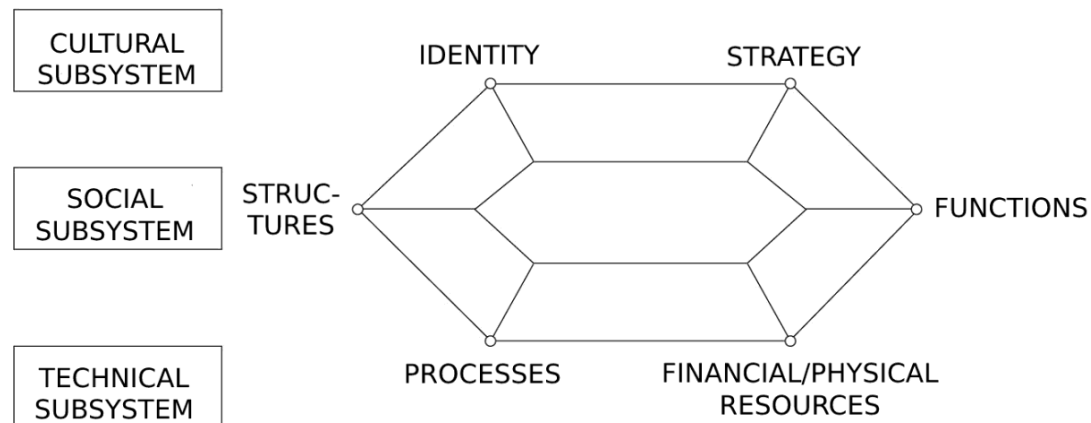 CULTURAL
SUBSYSTEM
IDENTITY
STRATEGY
SOCIAL
SUBSYSTEM
STRUC-
TURES
FUNCTIONS
TECHNICAL
SUBSYSTEM
PROCESSES
FINANCIAL/PHYSICAL
RESOURCES